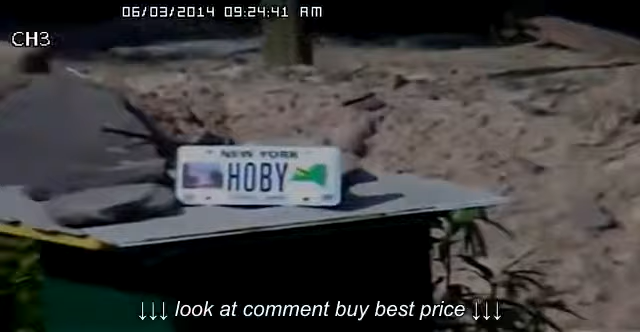 06/03/2014 09:24:41 AM
CH3
NEW YORK
HOBY
↓↓↓ look at comment buy best price ↓↓↓